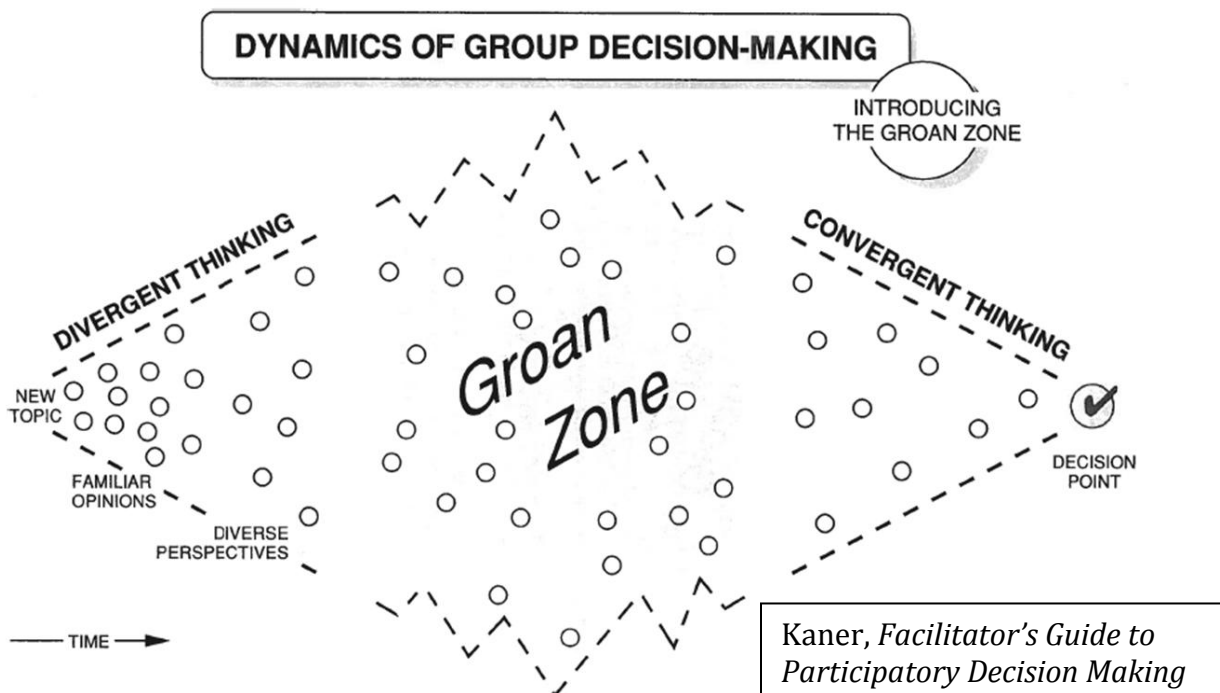 DYNAMICS OF GROUP DECISION-MAKING
INTRODUCING
THE GROAN ZONE
DIVERGENT THINKING
CONVERGENT THINKING
Groan
Zone
NEW
TOPIC
FAMILIAR
OPINIONS
DIVERSE
PERSPECTIVES
DECISION
POINT
TIME
Kaner, Facilitator’s Guide to
Participatory Decision Making